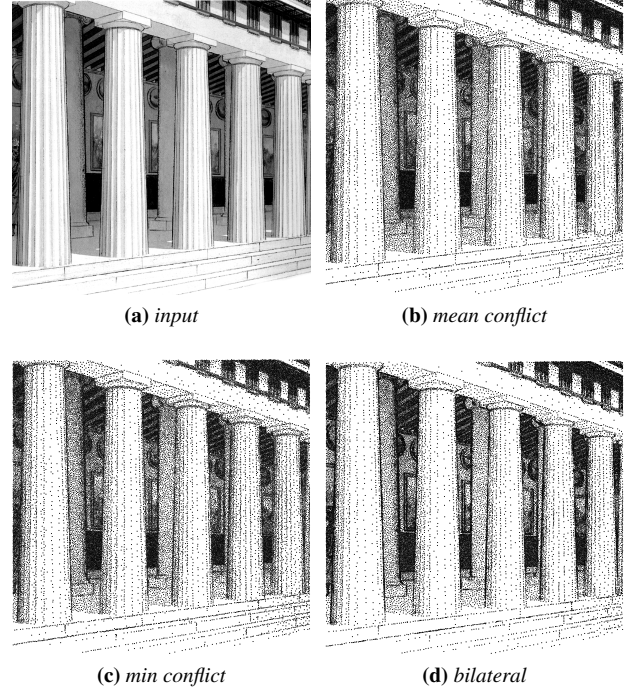 (a) input
(b) mean conflict
(c) min conflict
(d) bilateral